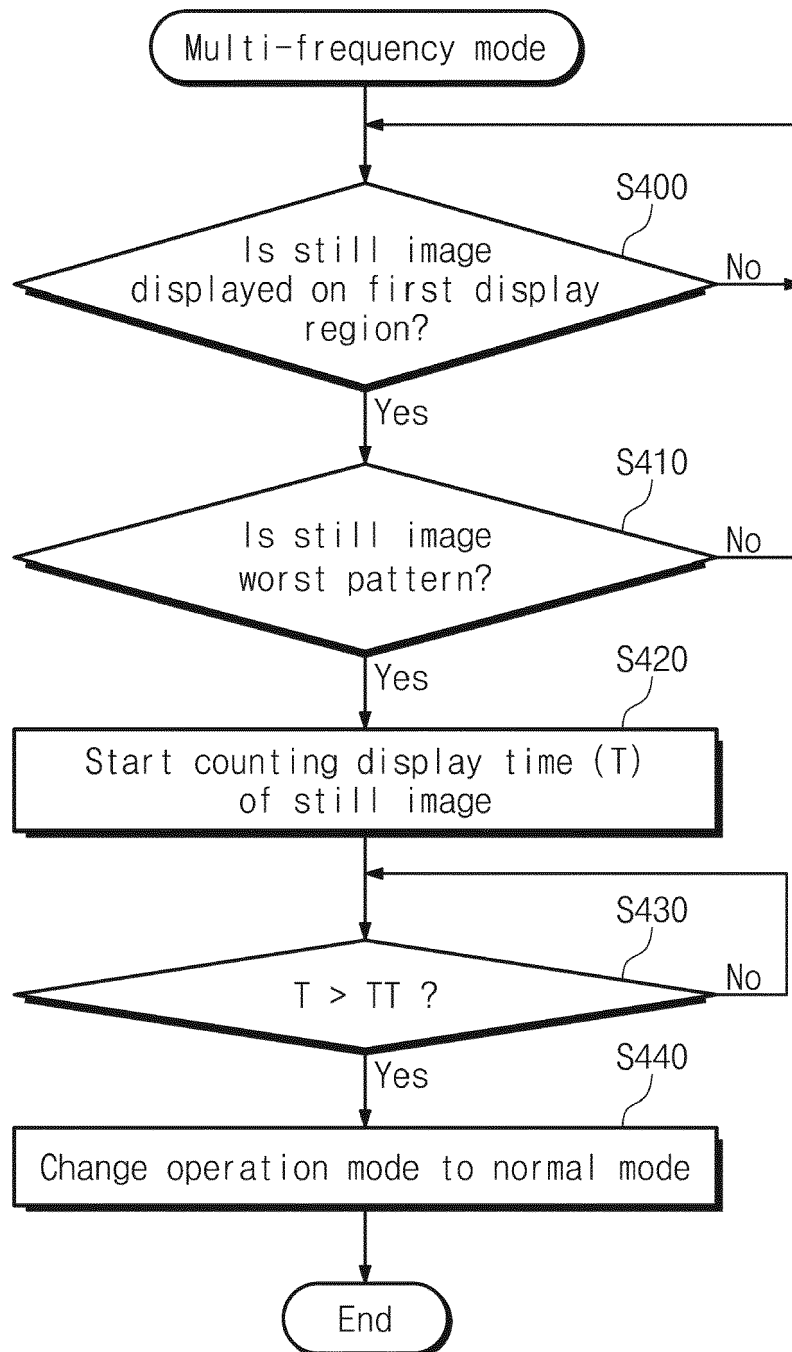 Multi-frequency mode
S400
Is still image
displayed on first display
region?
No
Yes
S410
Is still image
worst pattern?
No
Yes
S420
Start counting display time (T)
of still image
S430
T > TT ?
No
Yes
S440
Change operation mode to normal mode
End